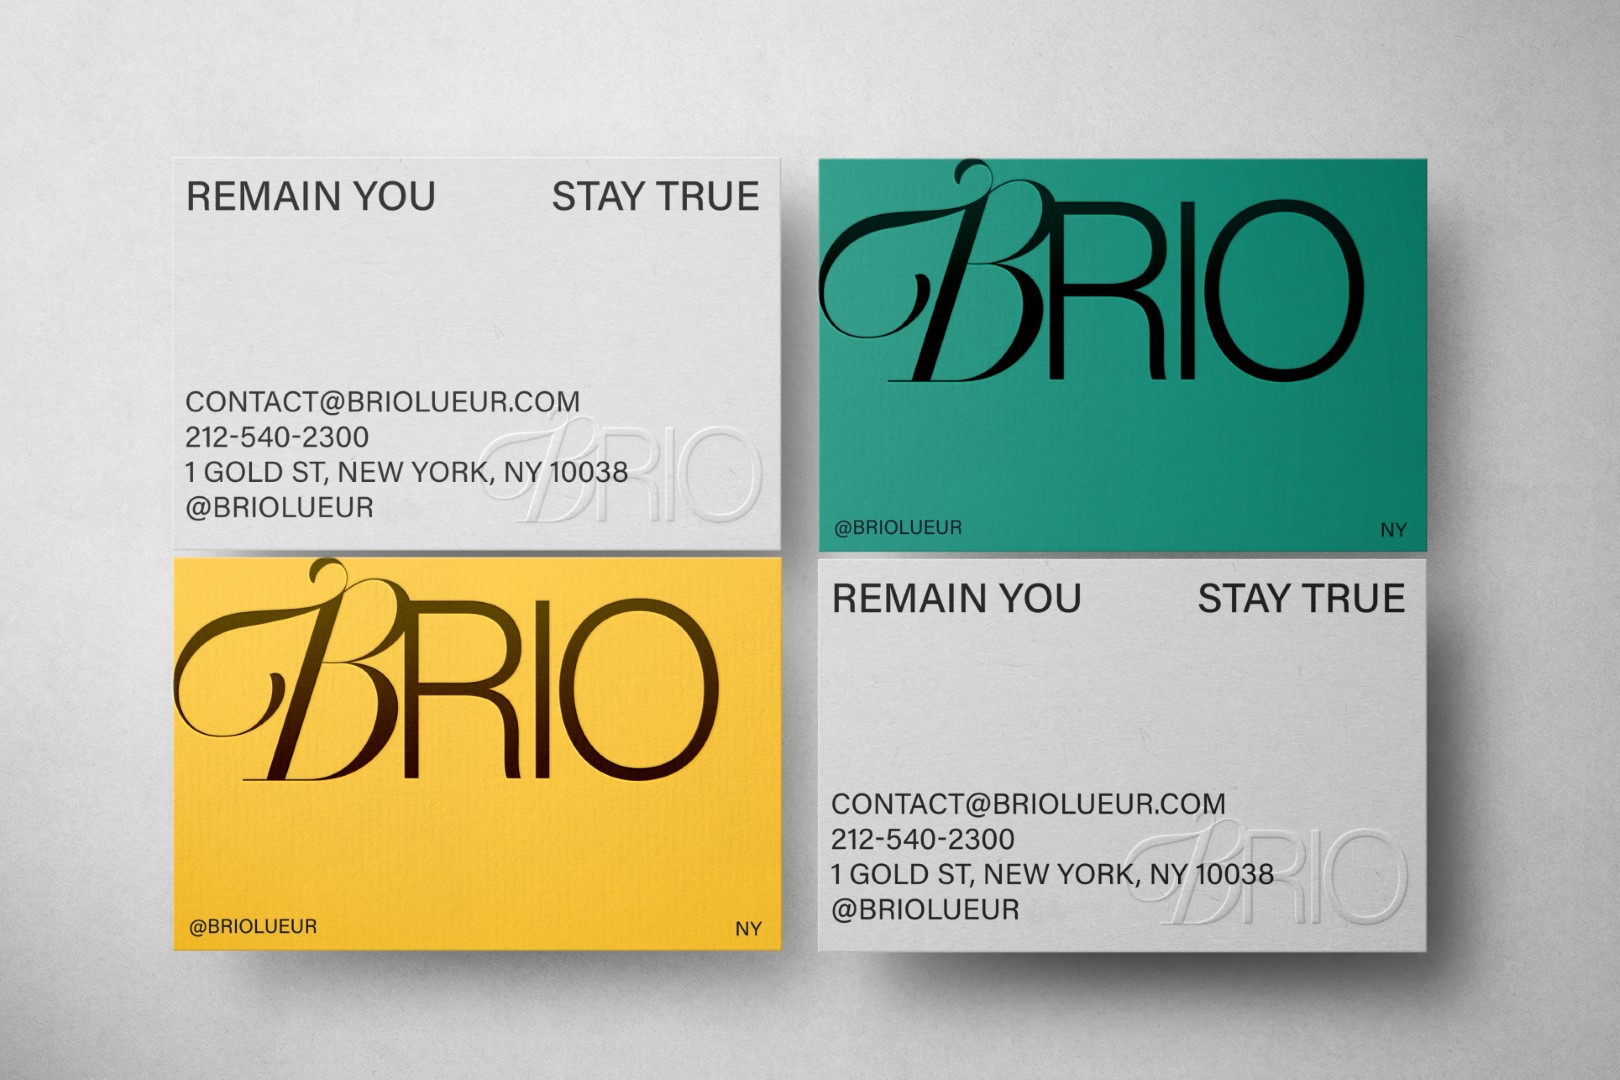 REMAIN YOU STAY TRUE
CONTACT@BRIOLUEUR.COM
212-540-2300
1 GOLD ST, NEW YORK, NY 10038
@BRIOLUEUR
BRIO
BRIO
@BRIOLUEUR NY
BRIO
@BRIOLUEUR NY
REMAIN YOU STAY TRUE
CONTACT@BRIOLUEUR.COM
212-540-2300
1 GOLD ST, NEW YORK, NY 10038
@BRIOLUEUR
BRIO